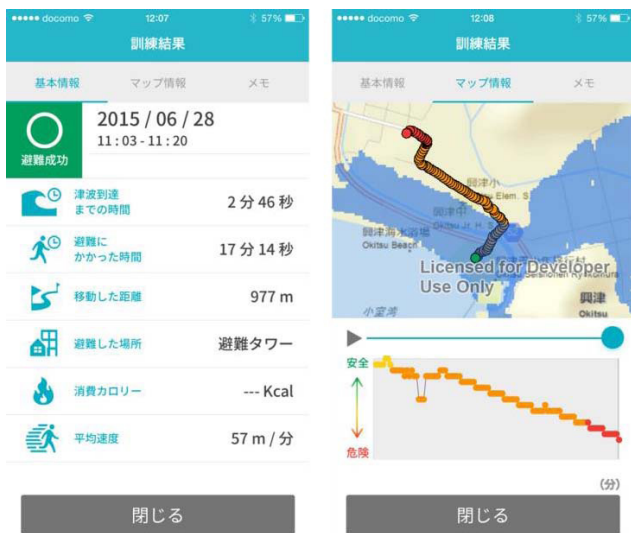 docomo 12:07 57%
訓練結果
基本情報 マップ情報 メモ
避難成功
2015 / 06 / 28
11 : 03 - 11 : 20
津波到達
までの時間
2 分 46 秒
避難に
かかった時間
17 分 14 秒
移動した距離
977 m
避難した場所
避難タワー
消費カロリー
--- Kcal
平均速度
57 m / 分
閉じる
docomo 12:08 57%
訓練結果
基本情報 マップ情報 メモ
興津小
Elem. S
興津中
Okitsu Jr. H. S
興津海水浴場
Okitsu Beach
Licensed for Developer
Use Only
小室湾
興津
Okitsu
安全
危険
(分)
閉じる